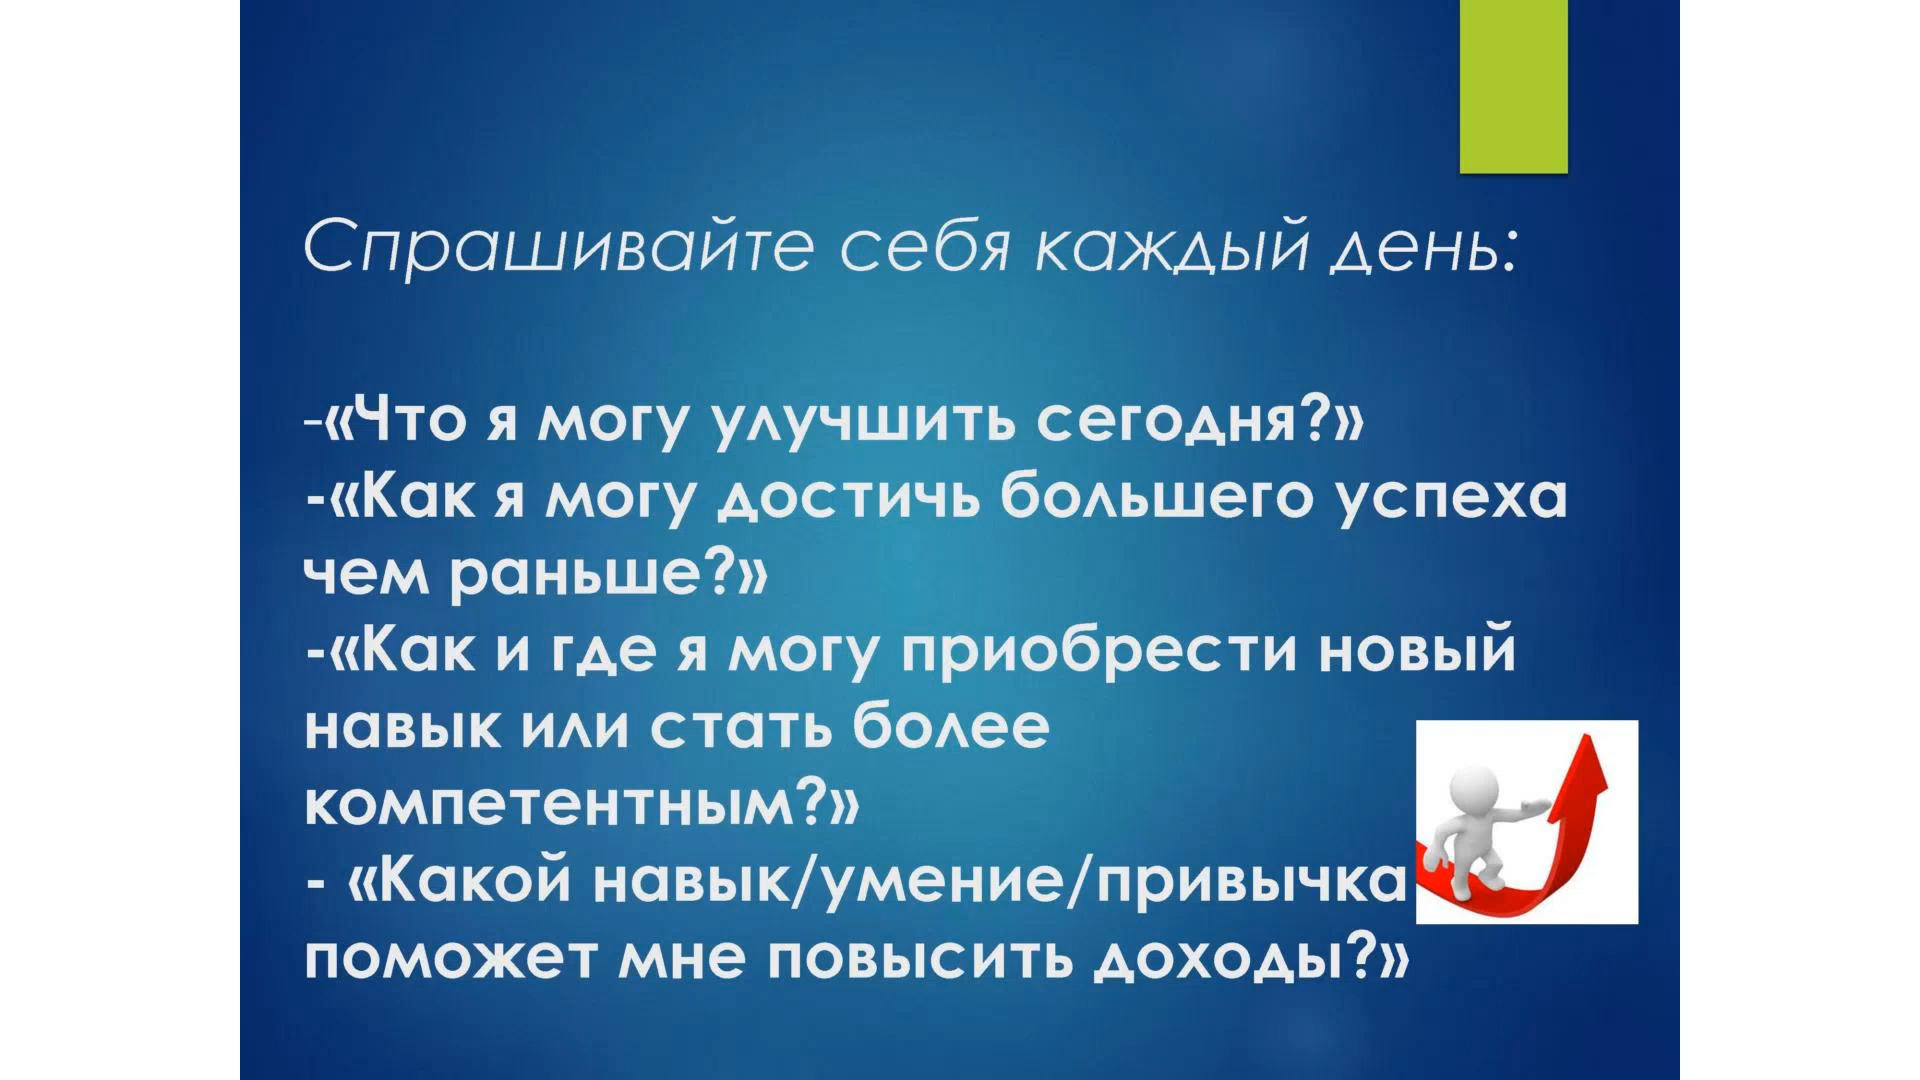 Спрашивайте себя каждый день:
-«Что я могу улучшить сегодня?»
-«Как я могу достичь большего успеха
чем раньше?»
-«Как и где я могу приобрести новый
навык или стать более
компетентным?»
- «Какой навык/умение/привычка
поможет мне повысить доходы?»